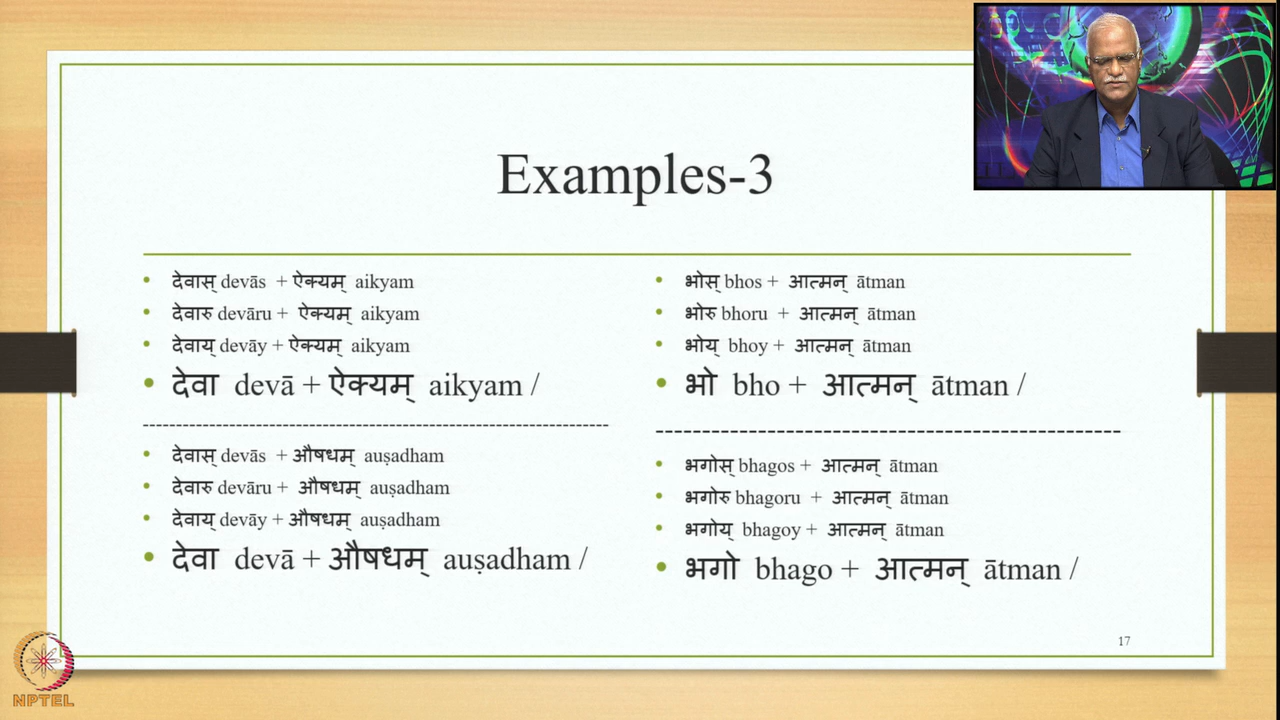 Examples-3
• देवास् devās + ऐक्यम् aikyam
• देवारु devāru + ऐक्यम् aikyam
• देवाय् devāy + ऐक्यम् aikyam
• देवा devā + ऐक्यम् aikyam /
--------------------------------------------------------------------------------
• देवास् devās + औषधम् auṣadham
• देवारु devāru + औषधम् auṣadham
• देवाय् devāy + औषधम् auṣadham
• देवा devā + औषधम् auṣadham /
• भोस् bhos + आत्मन् ātman
• भोरु bhoru + आत्मन् ātman
• भोय् bhoy + आत्मन् ātman
• भो bho + आत्मन् ātman /
--------------------------------------------------
• भगोस् bhagos + आत्मन् ātman
• भगोरु bhagoru + आत्मन् ātman
• भगोय् bhagoy + आत्मन् ātman
• भगो bhago + आत्मन् ātman /
17
NPTEL